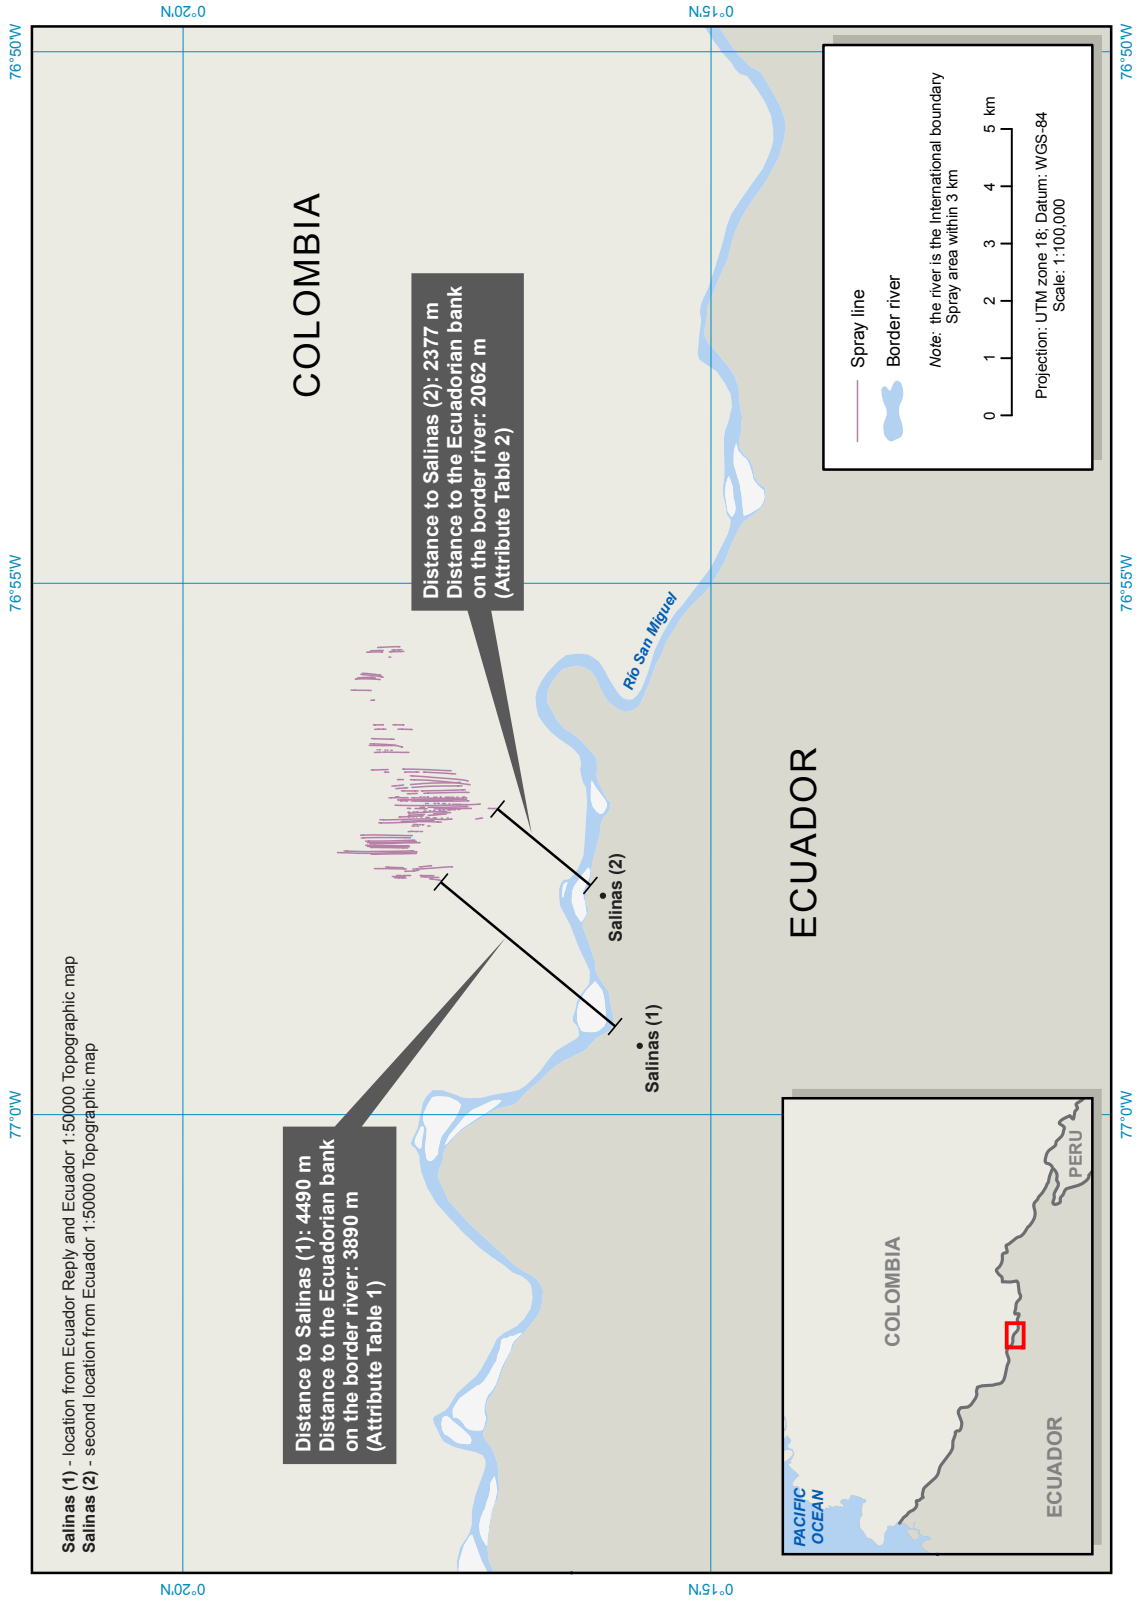 Salinas (1) - location from Ecuador Reply and Ecuador 1:50000 Topographic map
Salinas (2) - second location from Ecuador 1:50000 Topographic map
77°0'W
76°55'W
76°50'W
0°20'N
0°20'N
0°15'N
0°15'N
77°0'W
76°55'W
76°50'W
COLOMBIA
Distance to Salinas (1): 4490 m
Distance to the Ecuadorian bank
on the border river: 3890 m
(Attribute Table 1)
Distance to Salinas (2): 2377 m
Distance to the Ecuadorian bank
on the border river: 2062 m
(Attribute Table 2)
Río San Miguel
Salinas (2)
Salinas (1)
ECUADOR
PACIFIC
OCEAN
COLOMBIA
ECUADOR
PERU
Spray line
Border river
Note: the river is the International boundary
Spray area within 3 km
0 1 2 3 4 5 km
Projection: UTM zone 18; Datum: WGS-84
Scale: 1:100,000